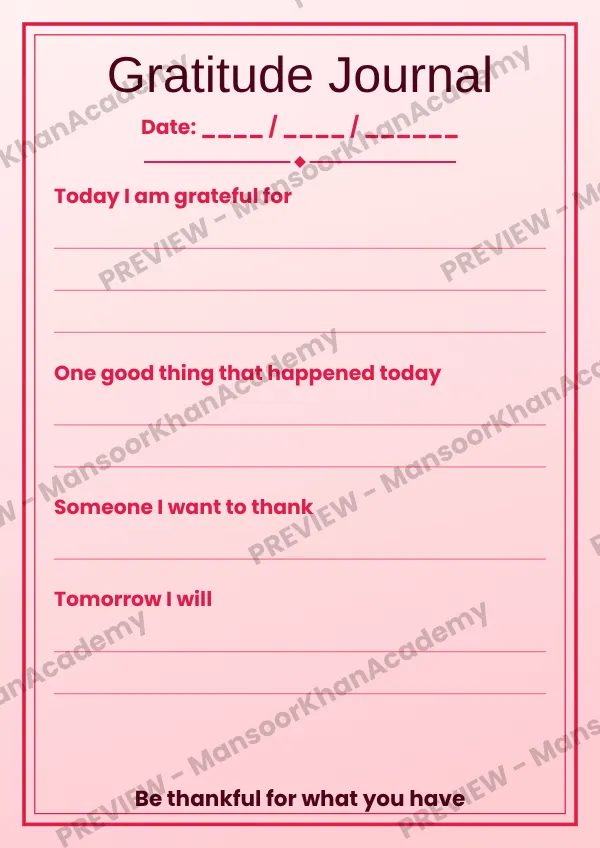 Gratitude Journal
Date: ____ / ____ / ______
Today I am grateful for
One good thing that happened today
Someone I want to thank
Tomorrow I will
Be thankful for what you have
PREVIEW - MansoorKhanAcademy